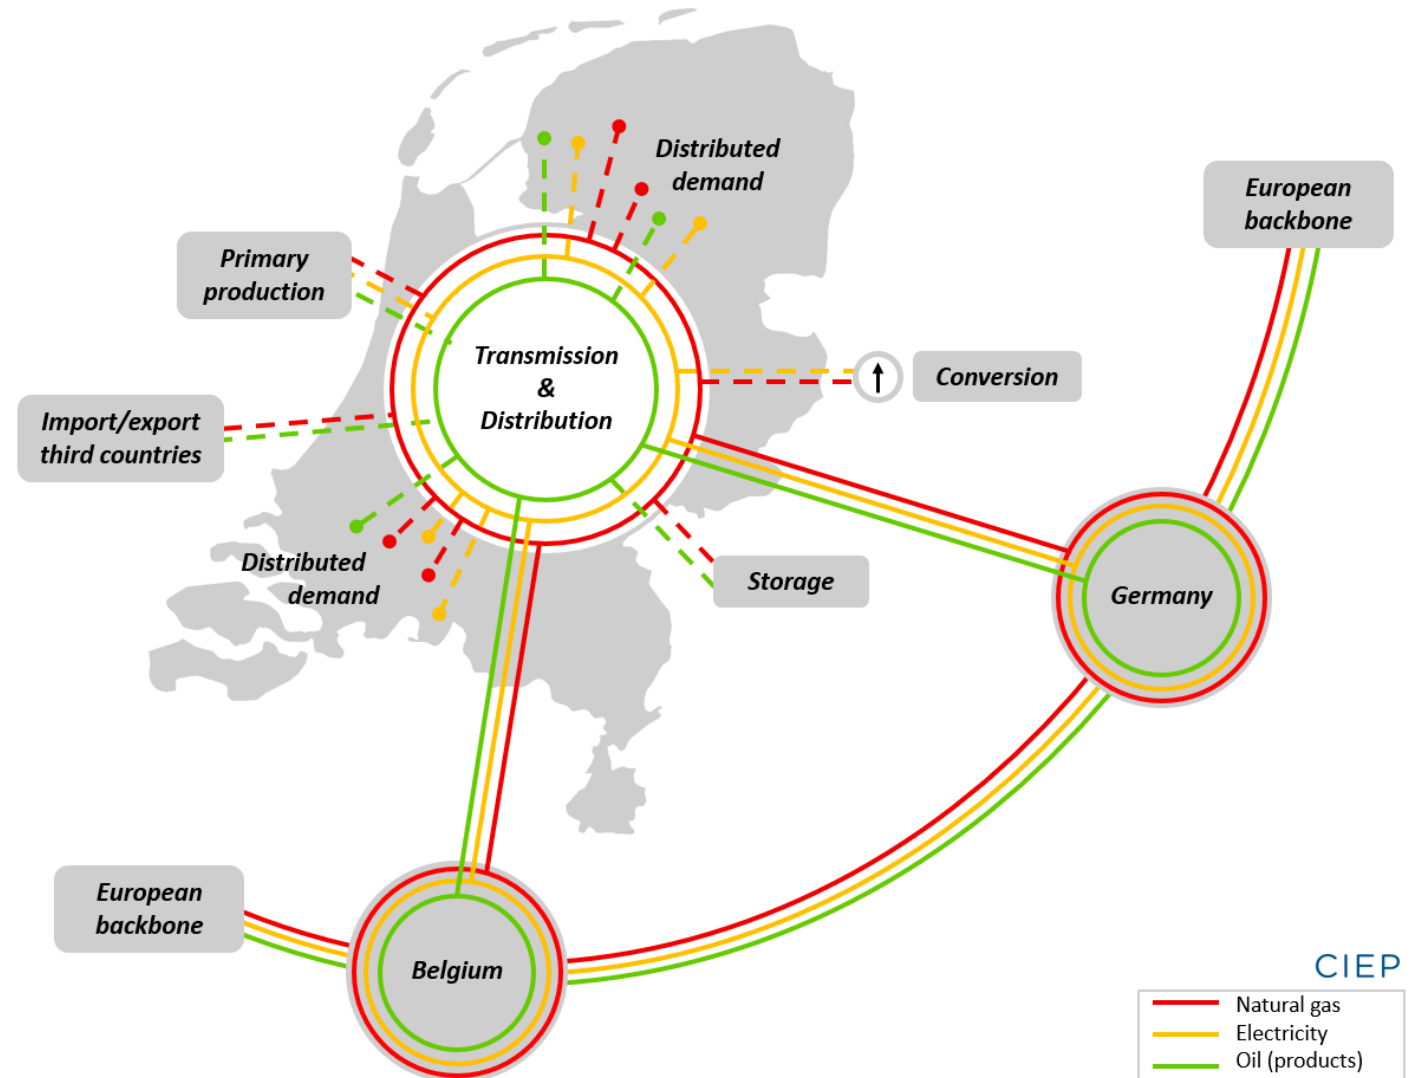 Distributed
demand
European
backbone
Primary
production
Transmission
&
Distribution
Conversion
Import/export
third countries
Distributed
demand
Storage
Germany
European
backbone
Belgium
CIEP
Natural gas
Electricity
Oil (products)